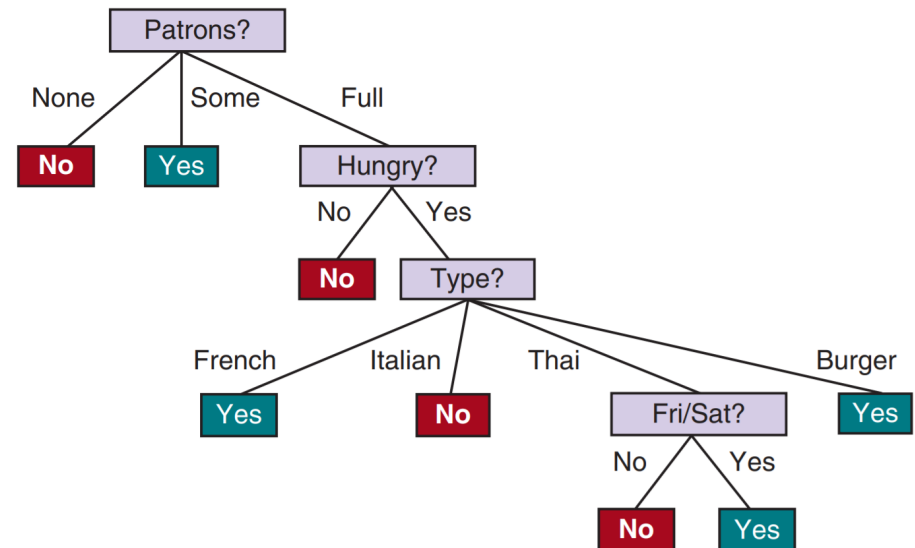 Patrons?
None Some Full
No Yes Hungry?
No Yes
No Type?
French Italian Thai Burger
Yes No Fri/Sat? Yes
No Yes
No Yes